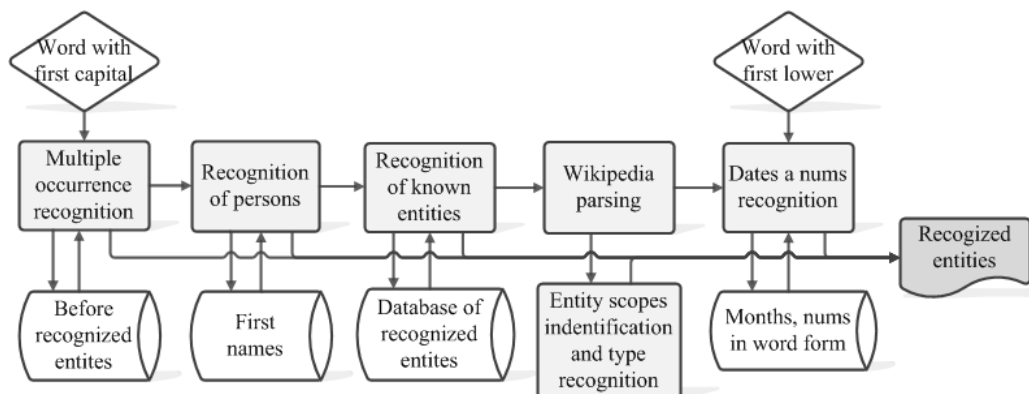 Word with
first capital
Word with
first lower
Multiple
occurrence
recognition
Recognition
of persons
Recognition
of known
entities
Wikipedia
parsing
Dates a nums
recognition
Recogized
entities
Before
recognized
entites
First
names
Database of
recognized
entites
Entity scopes
indentification
and type
recognition
Months, nums
in word form